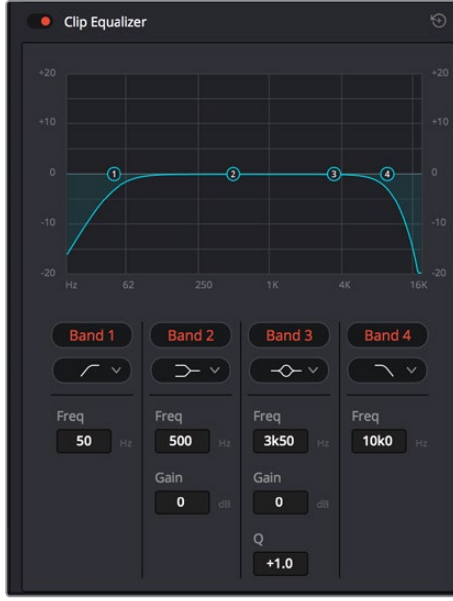 Clip Equalizer
+20 +20
+10 +10
0 1 2 3 4 0
-10 -10
-20 -20
Hz 62 250 1K 4K 16K
Band 1 Band 2 Band 3 Band 4
Freq Freq Freq Freq
50 Hz 500 Hz 3k50 Hz 10k0 Hz
Gain Gain
0 dB 0 dB
Q
+1.0